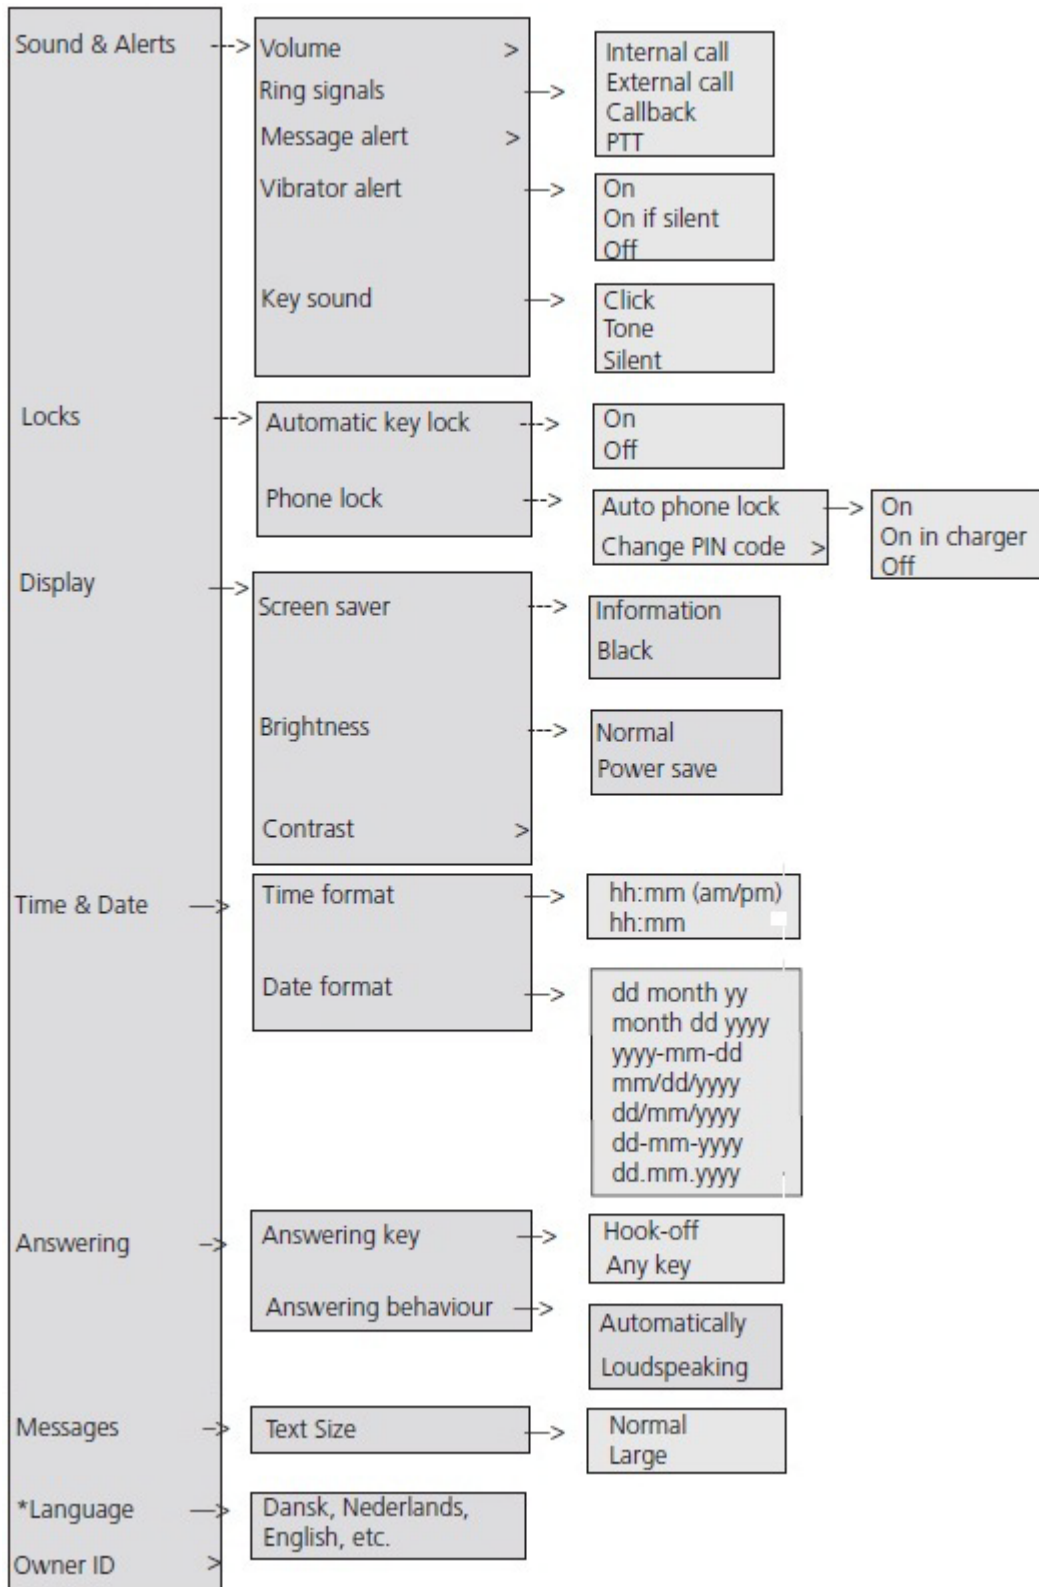 Sound & Alerts --->
Volume >
Ring signals —>
Internal call
External call
Callback
PTT
Message alert >
Vibrator alert —>
On
On if silent
Off
Key sound —>
Click
Tone
Silent
Locks --->
Automatic key lock --->
On
Off
Phone lock --->
Auto phone lock —>
On
On in charger
Off
Change PIN code >
Display —>
Screen saver --->
Information
Black
Brightness --->
Normal
Power save
Contrast >
Time & Date —>
Time format —>
hh:mm (am/pm)
hh:mm
Date format —>
dd month yy
month dd yyyy
yyyy-mm-dd
mm/dd/yyyy
dd/mm/yyyy
dd-mm-yyyy
dd.mm.yyyy
Answering —>
Answering key —>
Hook-off
Any key
Answering behaviour —>
Automatically
Loudspeaking
Messages —>
Text Size —>
Normal
Large
*Language —>
Dansk, Nederlands,
English, etc.
Owner ID >